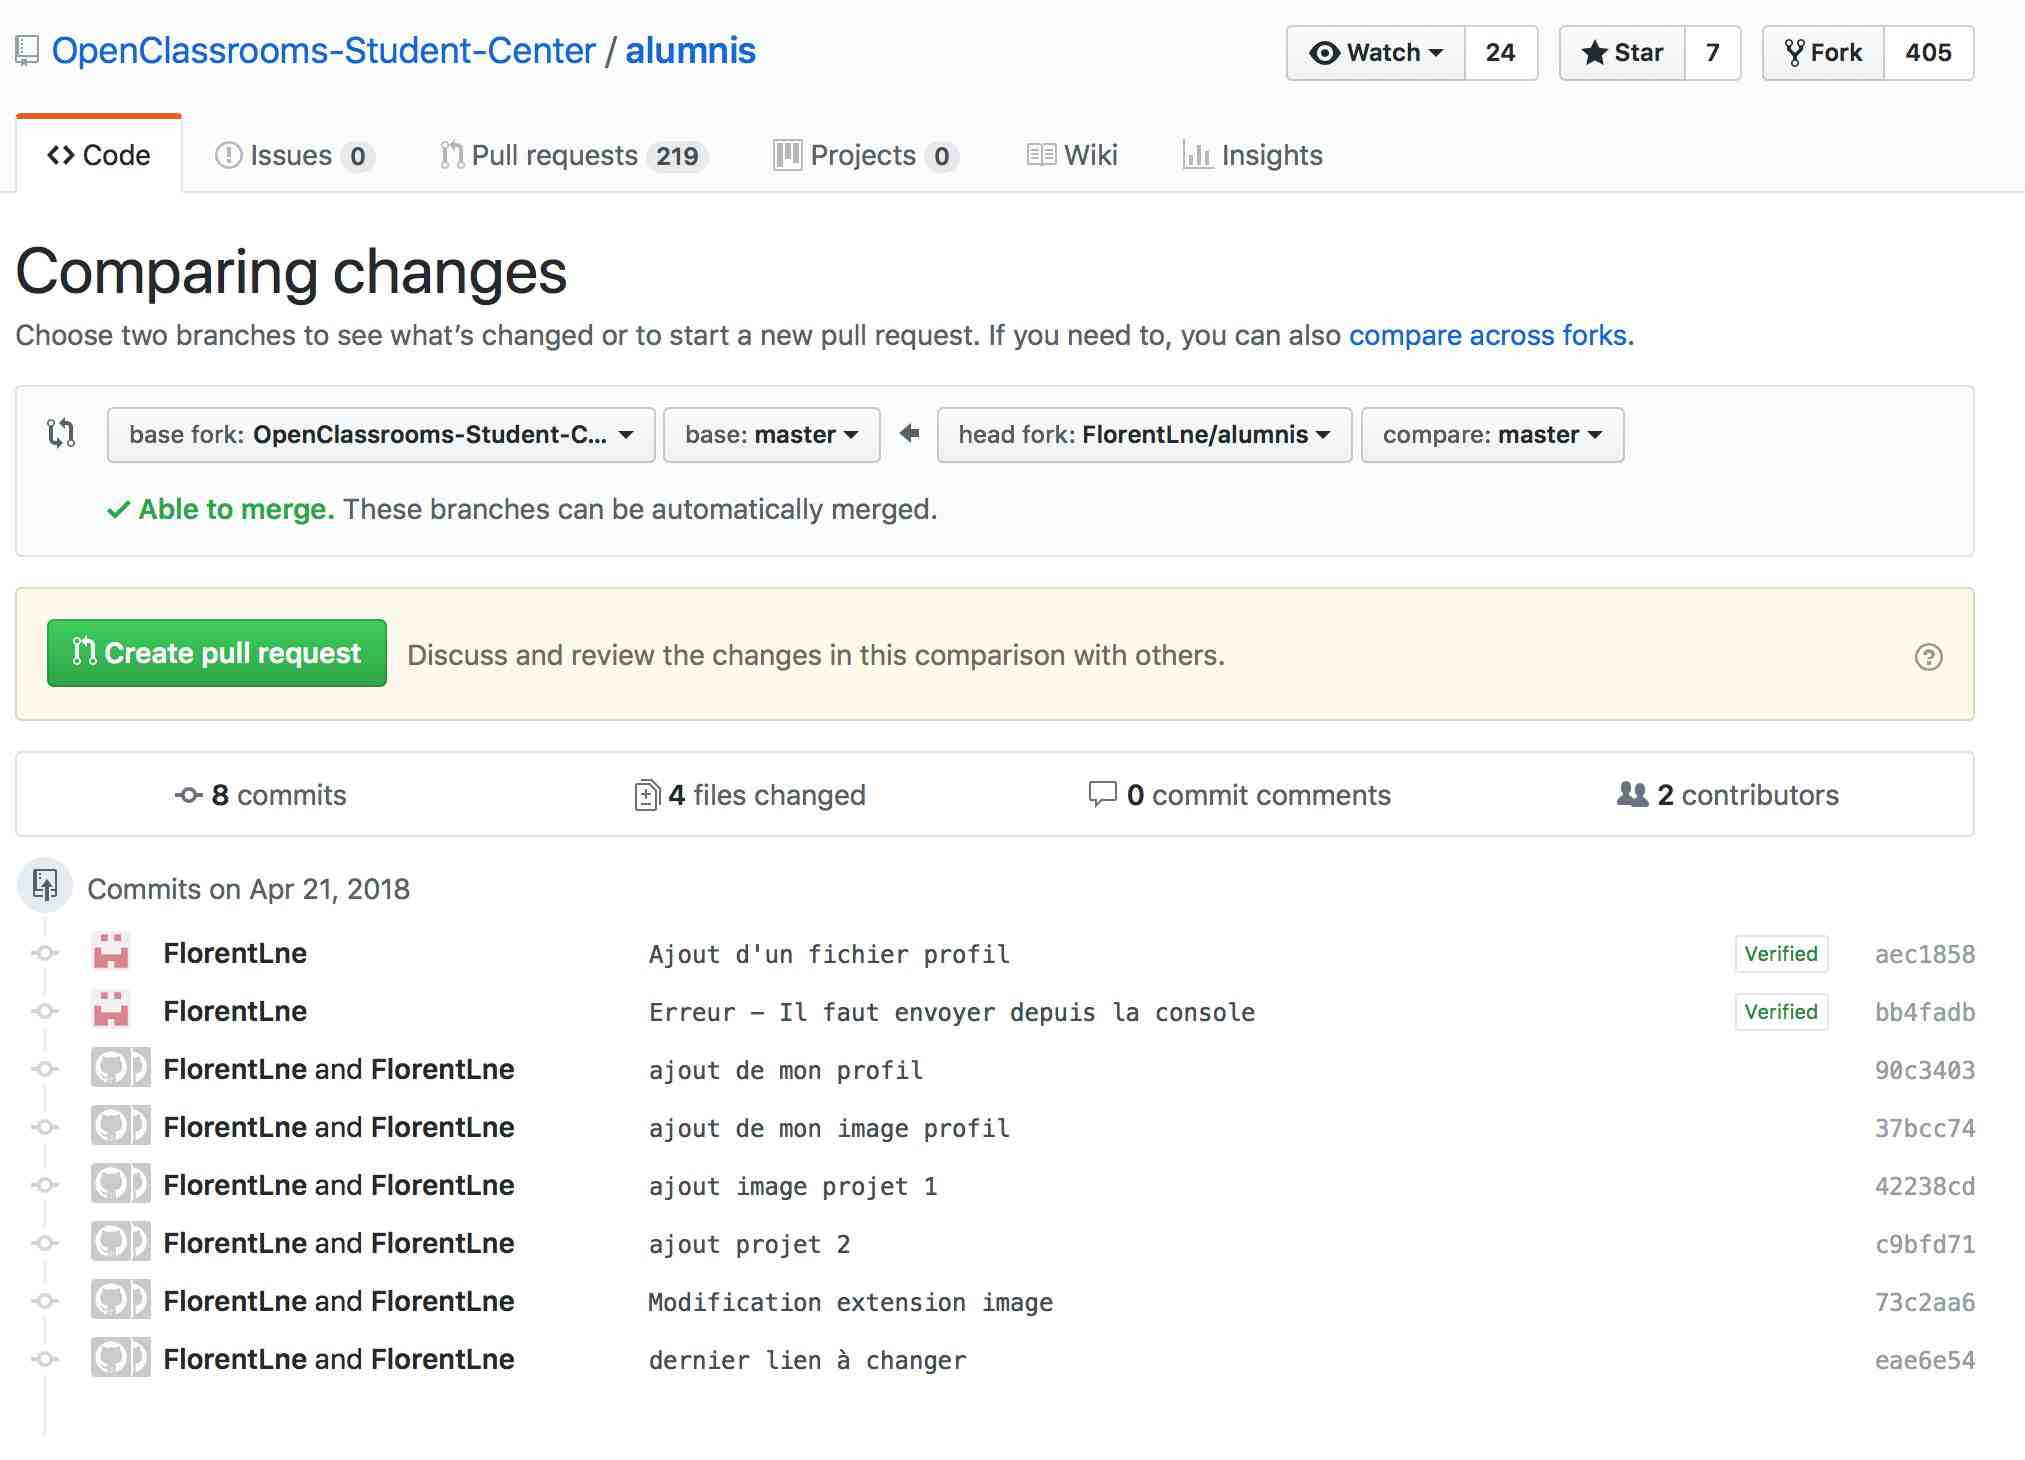 OpenClassrooms-Student-Center / alumnis
Watch 24 Star 7 Fork 405
Code Issues 0 Pull requests 219 Projects 0 Wiki Insights
Comparing changes
Choose two branches to see what’s changed or to start a new pull request. If you need to, you can also compare across forks.
base fork: OpenClassrooms-Student-C... base: master head fork: FlorentLne/alumnis compare: master
Able to merge. These branches can be automatically merged.
Create pull request Discuss and review the changes in this comparison with others.
8 commits 4 files changed 0 commit comments 2 contributors
Commits on Apr 21, 2018
FlorentLne Ajout d'un fichier profil Verified aec1858
FlorentLne Erreur – Il faut envoyer depuis la console Verified bb4fadb
FlorentLne and FlorentLne ajout de mon profil 90c3403
FlorentLne and FlorentLne ajout de mon image profil 37bcc74
FlorentLne and FlorentLne ajout image projet 1 42238cd
FlorentLne and FlorentLne ajout projet 2 c9bfd71
FlorentLne and FlorentLne Modification extension image 73c2aa6
FlorentLne and FlorentLne dernier lien à changer eae6e54